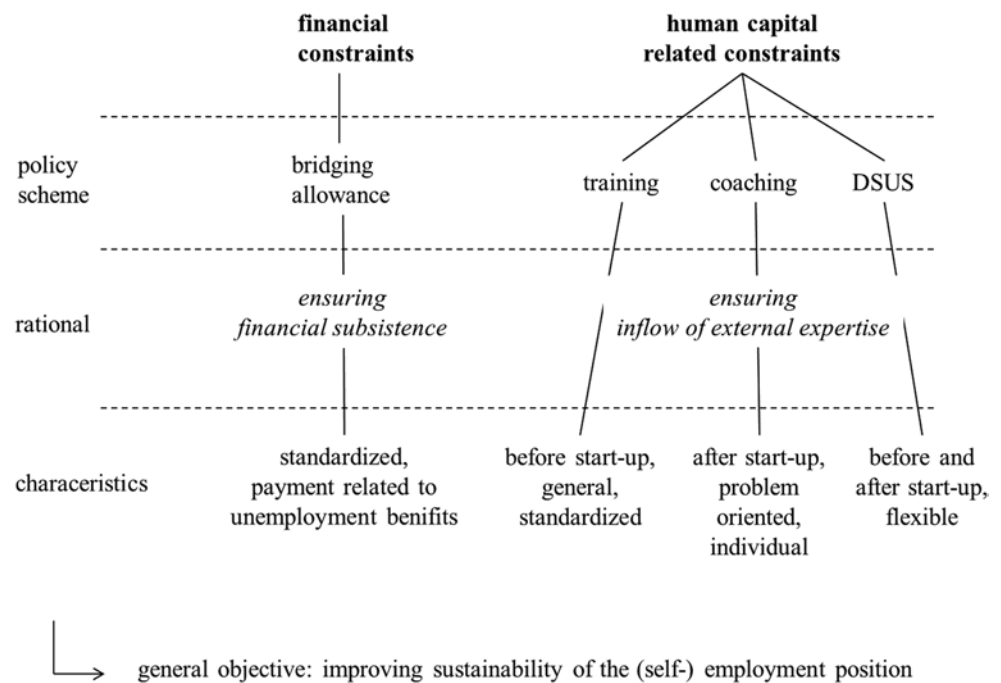 financial
constraints
human capital
related constraints
policy
scheme
bridging
allowance
training
coaching
DSUS
rational
ensuring
financial subsistence
ensuring
inflow of external expertise
characeristics
standardized,
payment related to
unemployment benifits
before start-up,
general,
standardized
after start-up,
problem
oriented,
individual
before and
after start-up,
flexible
general objective: improving sustainability of the (self-) employment position